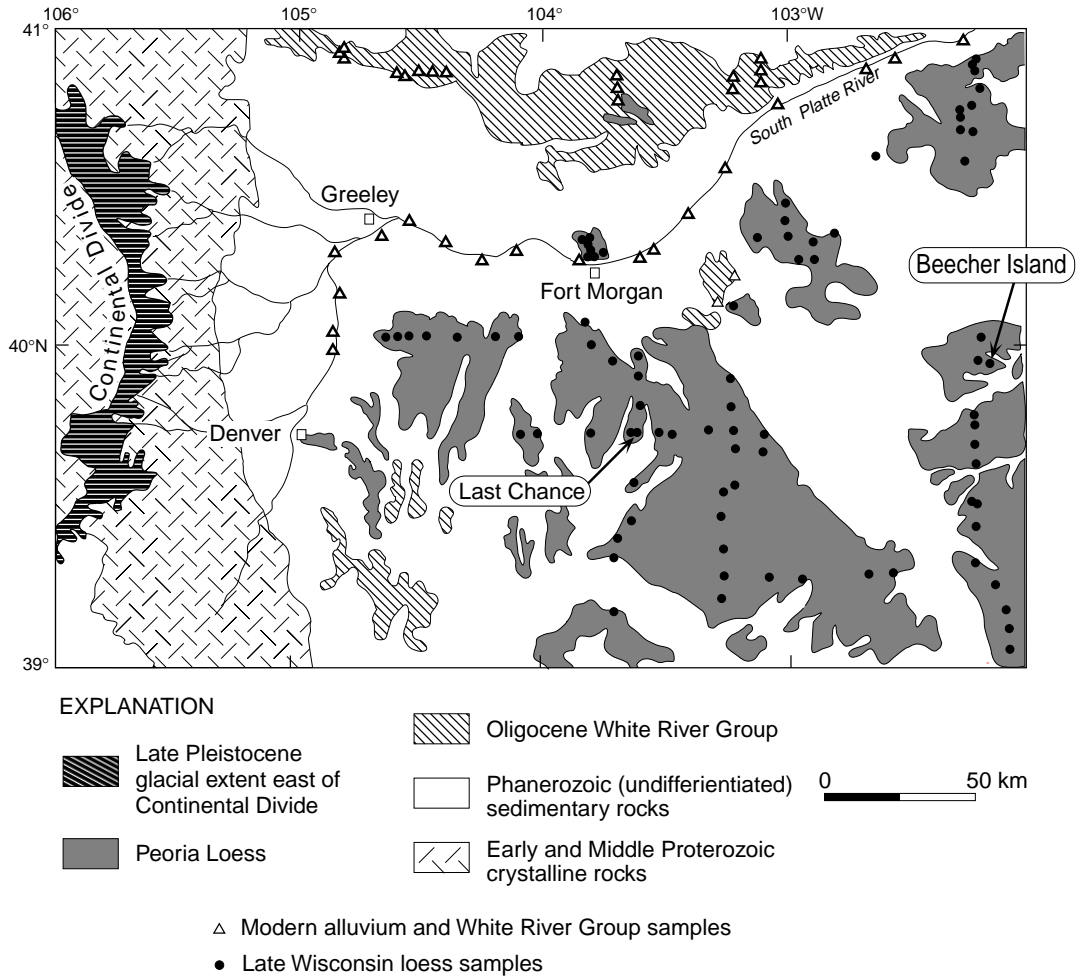 106°
105°
104°
103°W
41°
South Platte River
Continental Divide
Greeley
Beecher Island
Fort Morgan
40°N
Denver
Last Chance
39°
EXPLANATION
Late Pleistocene
glacial extent east of
Continental Divide
Peoria Loess
Oligocene White River Group
Phanerozoic (undifferientiated)
sedimentary rocks
Early and Middle Proterozoic
crystalline rocks
0 50 km
Modern alluvium and White River Group samples
Late Wisconsin loess samples